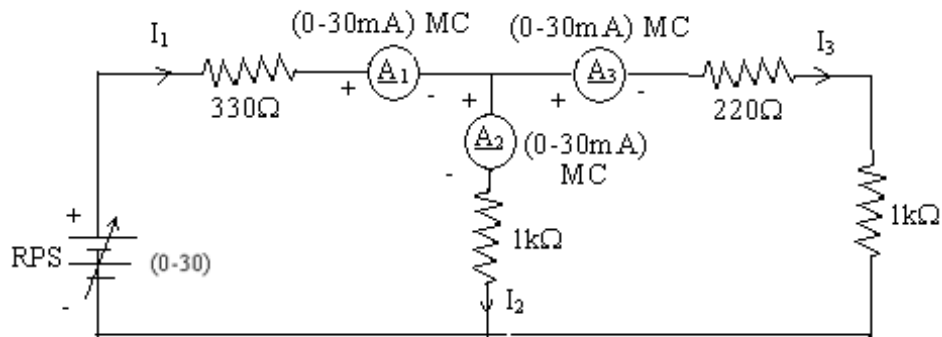 (0-30mA) MC (0-30mA) MC
I1 I3
A1 A3
+ - + -
330Ω 220Ω
+
A2 (0-30mA)
MC
-
1kΩ 1kΩ
+
RPS (0-30)
-
I2